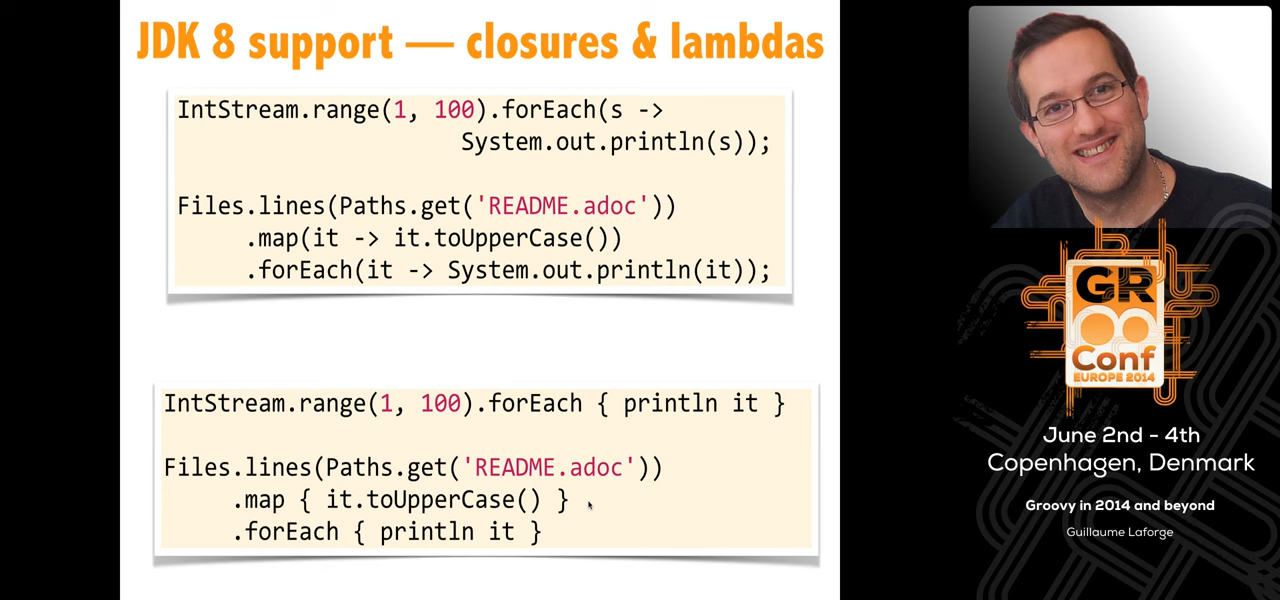 JDK 8 support — closures & lambdas
IntStream.range(1, 100).forEach(s ->
System.out.println(s));
Files.lines(Paths.get('README.adoc'))
.map(it -> it.toUpperCase())
.forEach(it -> System.out.println(it));
IntStream.range(1, 100).forEach { println it }
Files.lines(Paths.get('README.adoc'))
.map { it.toUpperCase() }
.forEach { println it }
GR
Conf
EUROPE 2014
June 2nd - 4th
Copenhagen, Denmark
Groovy in 2014 and beyond
Guillaume Laforge